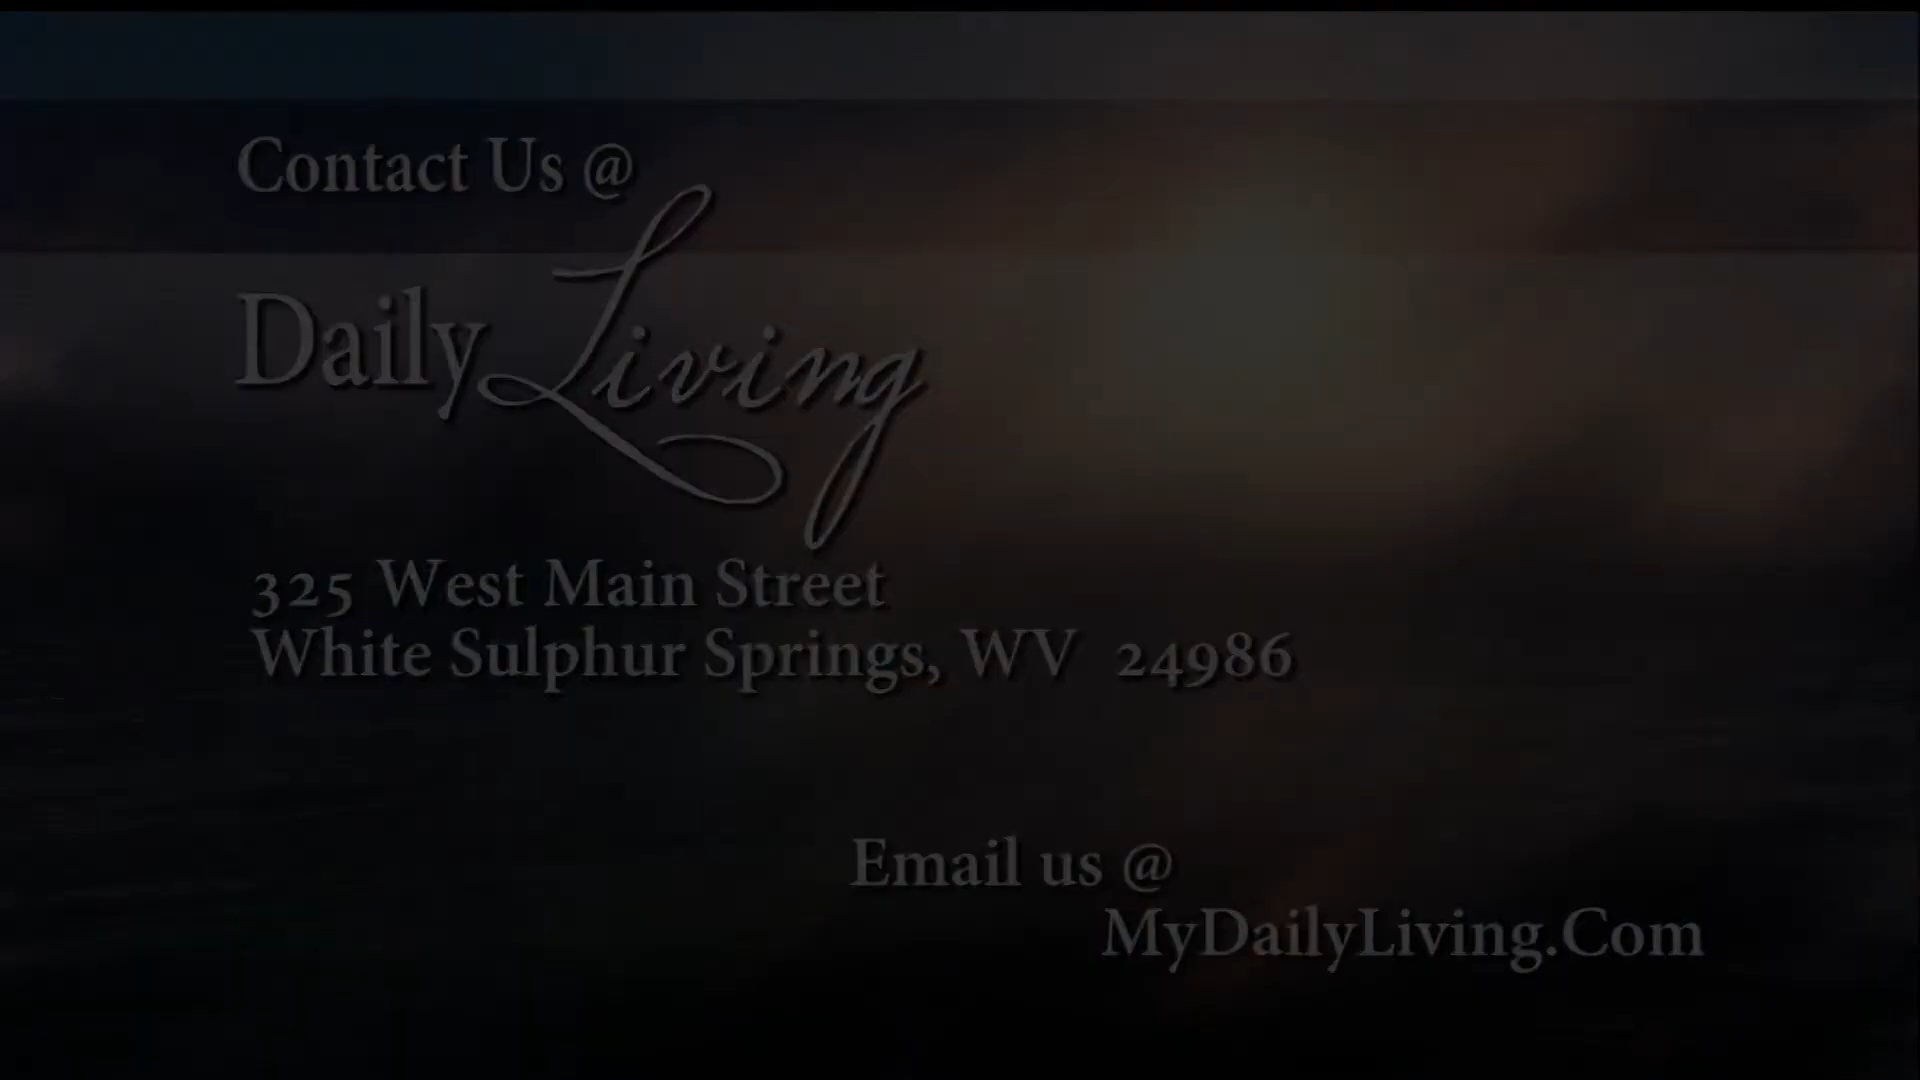 Contact Us @
Daily Living
325 West Main Street
White Sulphur Springs, WV 24986
Email us @
MyDailyLiving.Com